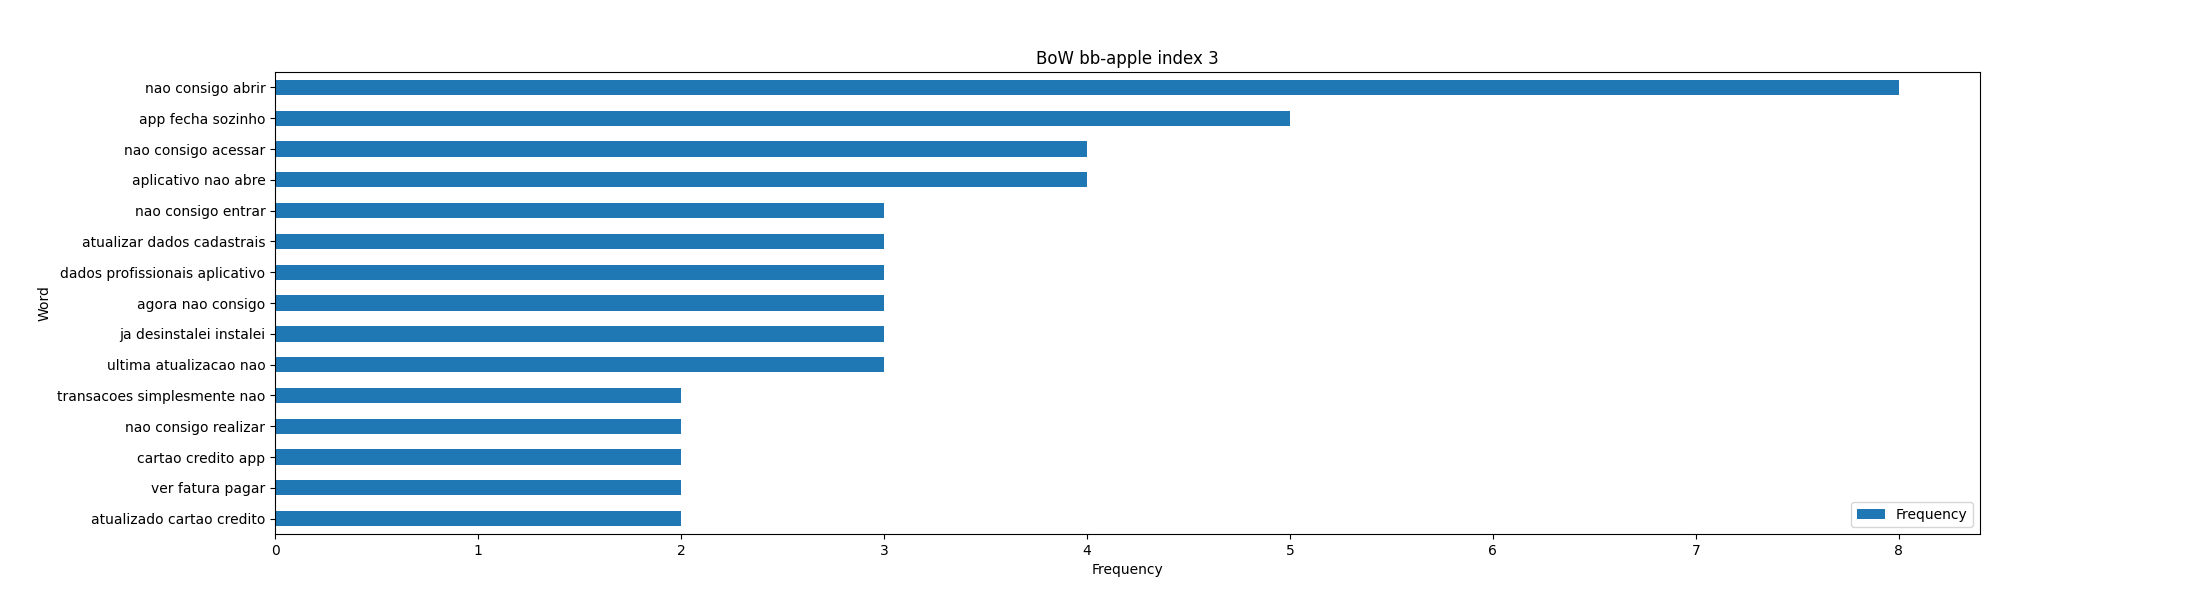 BoW bb-apple index 3
nao consigo abrir
app fecha sozinho
nao consigo acessar
aplicativo nao abre
nao consigo entrar
atualizar dados cadastrais
dados profissionais aplicativo
agora nao consigo
ja desinstalei instalei
ultima atualizacao nao
transacoes simplesmente nao
nao consigo realizar
cartao credito app
ver fatura pagar
atualizado cartao credito
Word
Frequency
0 1 2 3 4 5 6 7 8
Frequency